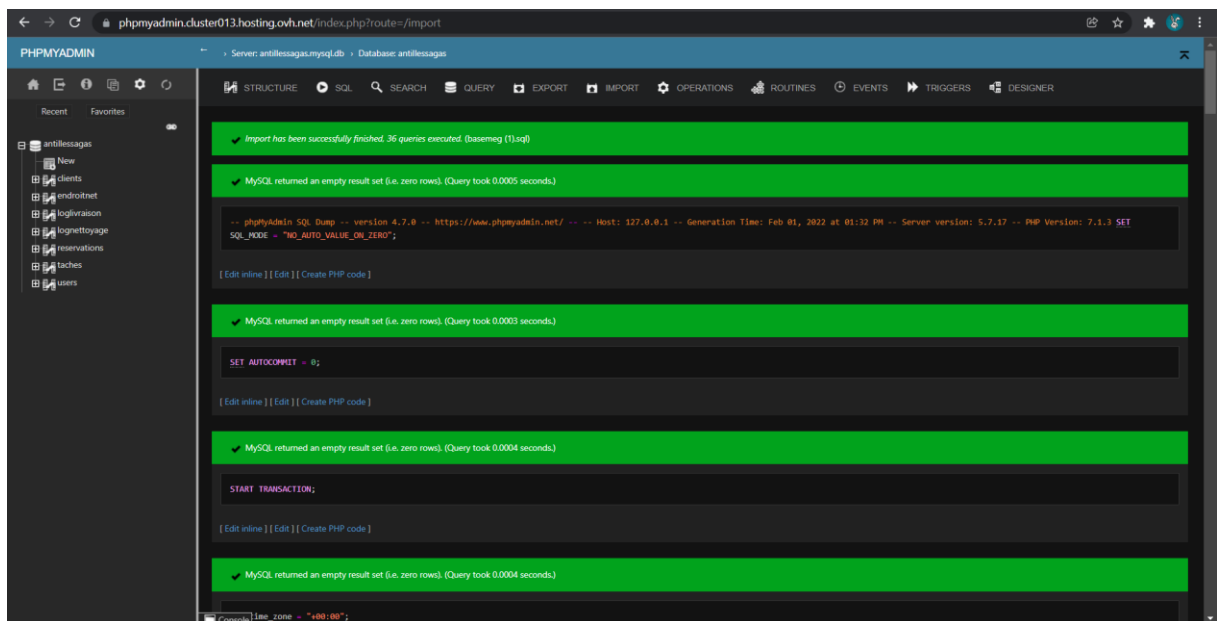 phpmyadmin.cluster013.hosting.ovh.net/index.php?route=/import
PHPMYADMIN
Server: antillessagas.mysql.db › Database: antillessagas
STRUCTURE SQL SEARCH QUERY EXPORT IMPORT OPERATIONS ROUTINES EVENTS TRIGGERS DESIGNER
Recent Favorites
antillessagas
New
clients
endroitnet
loglivraison
lognettoyage
reservations
taches
users
Import has been successfully finished, 36 queries executed. (basemeg (1).sql)
MySQL returned an empty result set (i.e. zero rows). (Query took 0.0005 seconds.)
-- phpMyAdmin SQL Dump -- version 4.7.0 -- https://www.phpmyadmin.net/ -- -- Host: 127.0.0.1 -- Generation Time: Feb 01, 2022 at 01:32 PM -- Server version: 5.7.17 -- PHP Version: 7.1.3 SET
SQL_MODE = "NO_AUTO_VALUE_ON_ZERO";
[ Edit inline ] [ Edit ] [ Create PHP code ]
MySQL returned an empty result set (i.e. zero rows). (Query took 0.0003 seconds.)
SET AUTOCOMMIT = 0;
[ Edit inline ] [ Edit ] [ Create PHP code ]
MySQL returned an empty result set (i.e. zero rows). (Query took 0.0004 seconds.)
START TRANSACTION;
[ Edit inline ] [ Edit ] [ Create PHP code ]
MySQL returned an empty result set (i.e. zero rows). (Query took 0.0004 seconds.)
ime_zone = "+00:00";
Console